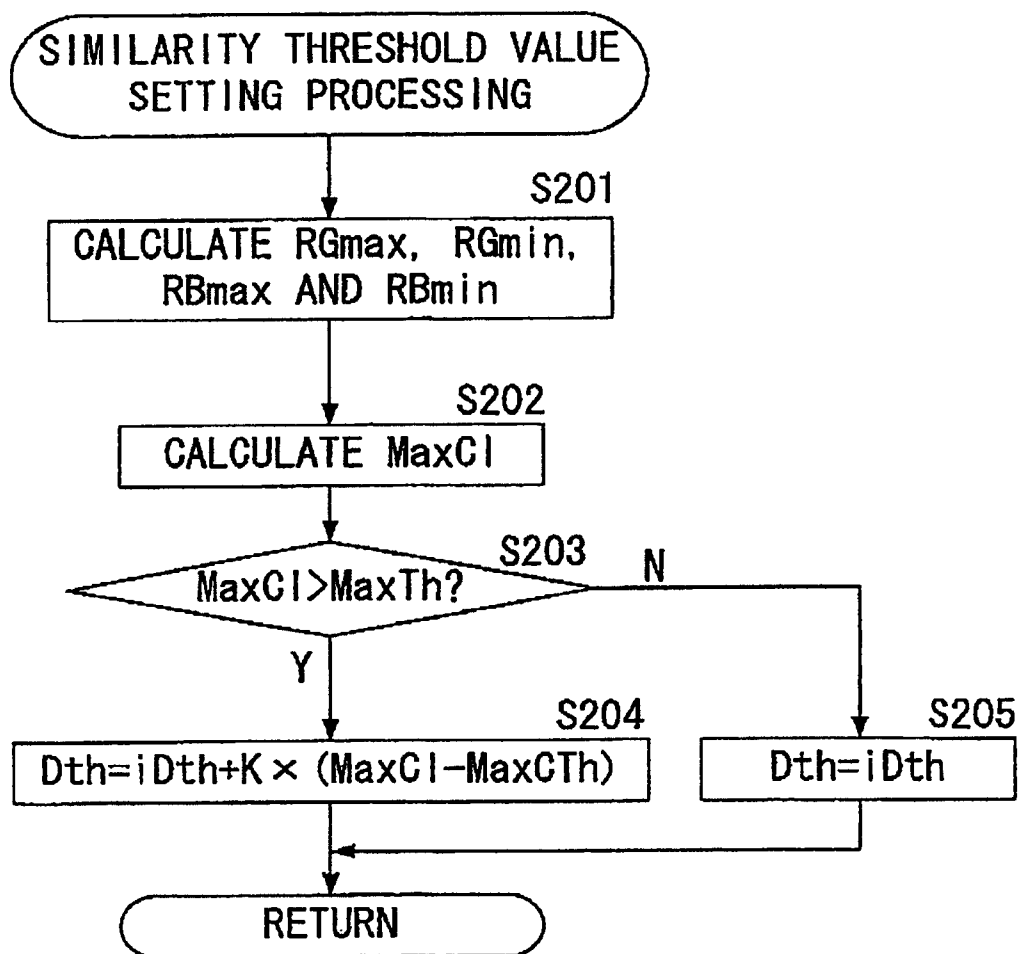 SIMILARITY THRESHOLD VALUE
SETTING PROCESSING
S201
CALCULATE RGmax, RGmin,
RBmax AND RBmin
S202
CALCULATE MaxCl
S203
MaxCl>MaxTh?
N
Y
S204
Dth=iDth+K×(MaxCl-MaxCTh)
S205
Dth=iDth
RETURN